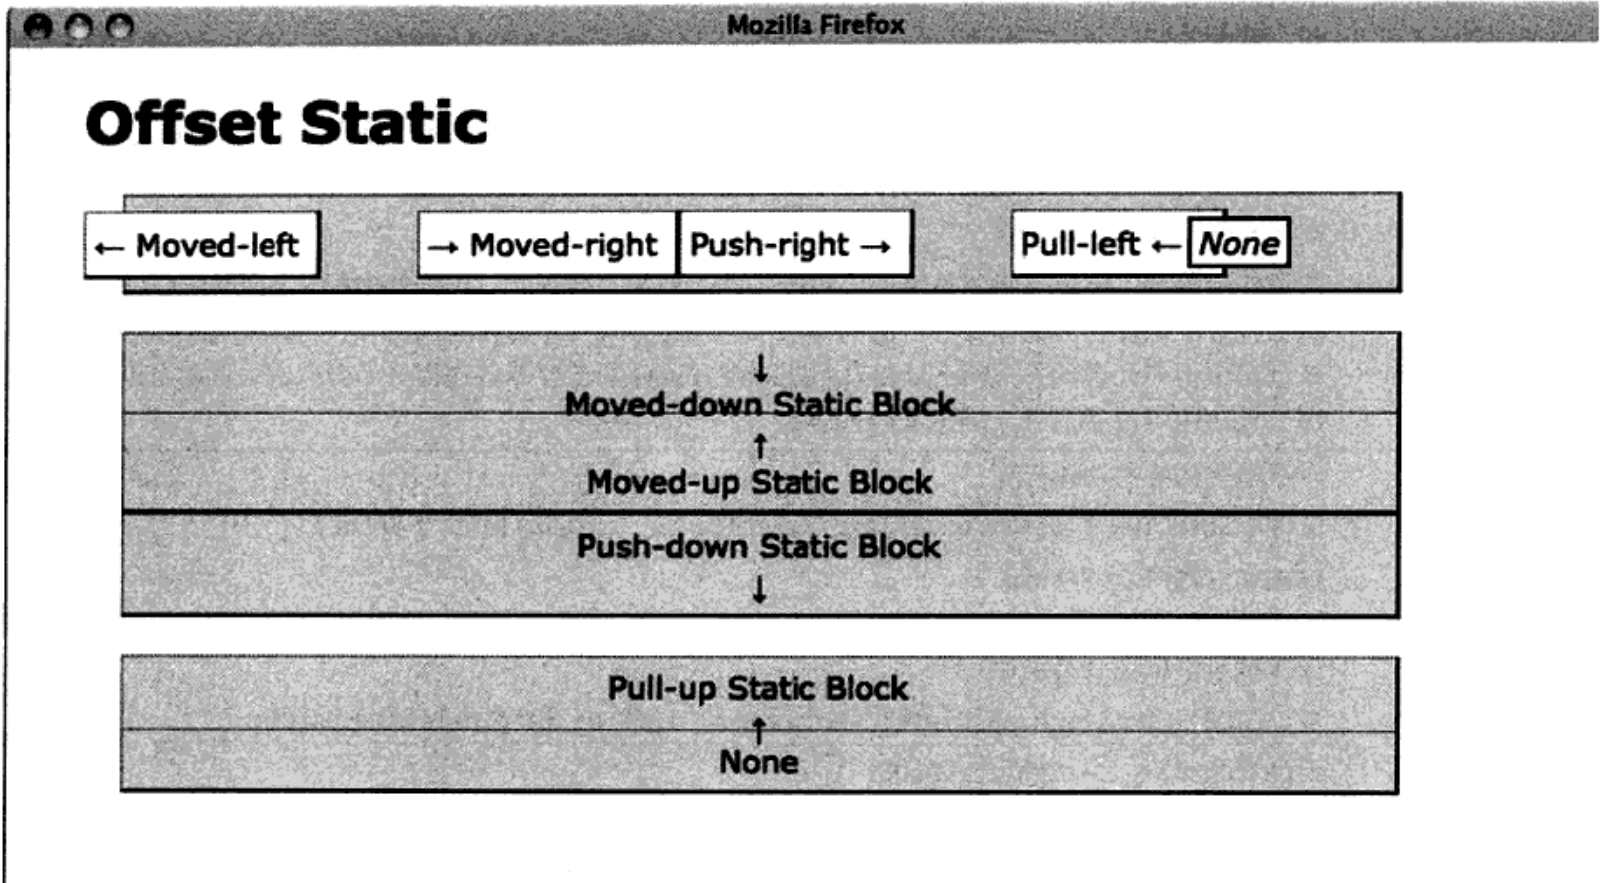 Mozilla Firefox
Offset Static
← Moved-left → Moved-right Push-right → Pull-left ← None
↓
Moved-down Static Block
↑
Moved-up Static Block
Push-down Static Block
↓
Pull-up Static Block
↑
None